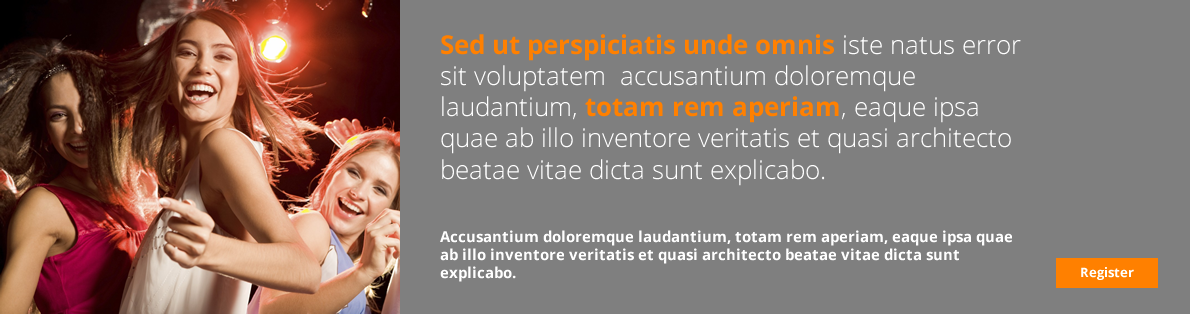 Sed ut perspiciatis unde omnis iste natus error
sit voluptatem  accusantium doloremque
laudantium, totam rem aperiam, eaque ipsa
quae ab illo inventore veritatis et quasi architecto
beatae vitae dicta sunt explicabo.
Accusantium doloremque laudantium, totam rem aperiam, eaque ipsa quae
ab illo inventore veritatis et quasi architecto beatae vitae dicta sunt
explicabo.
Register